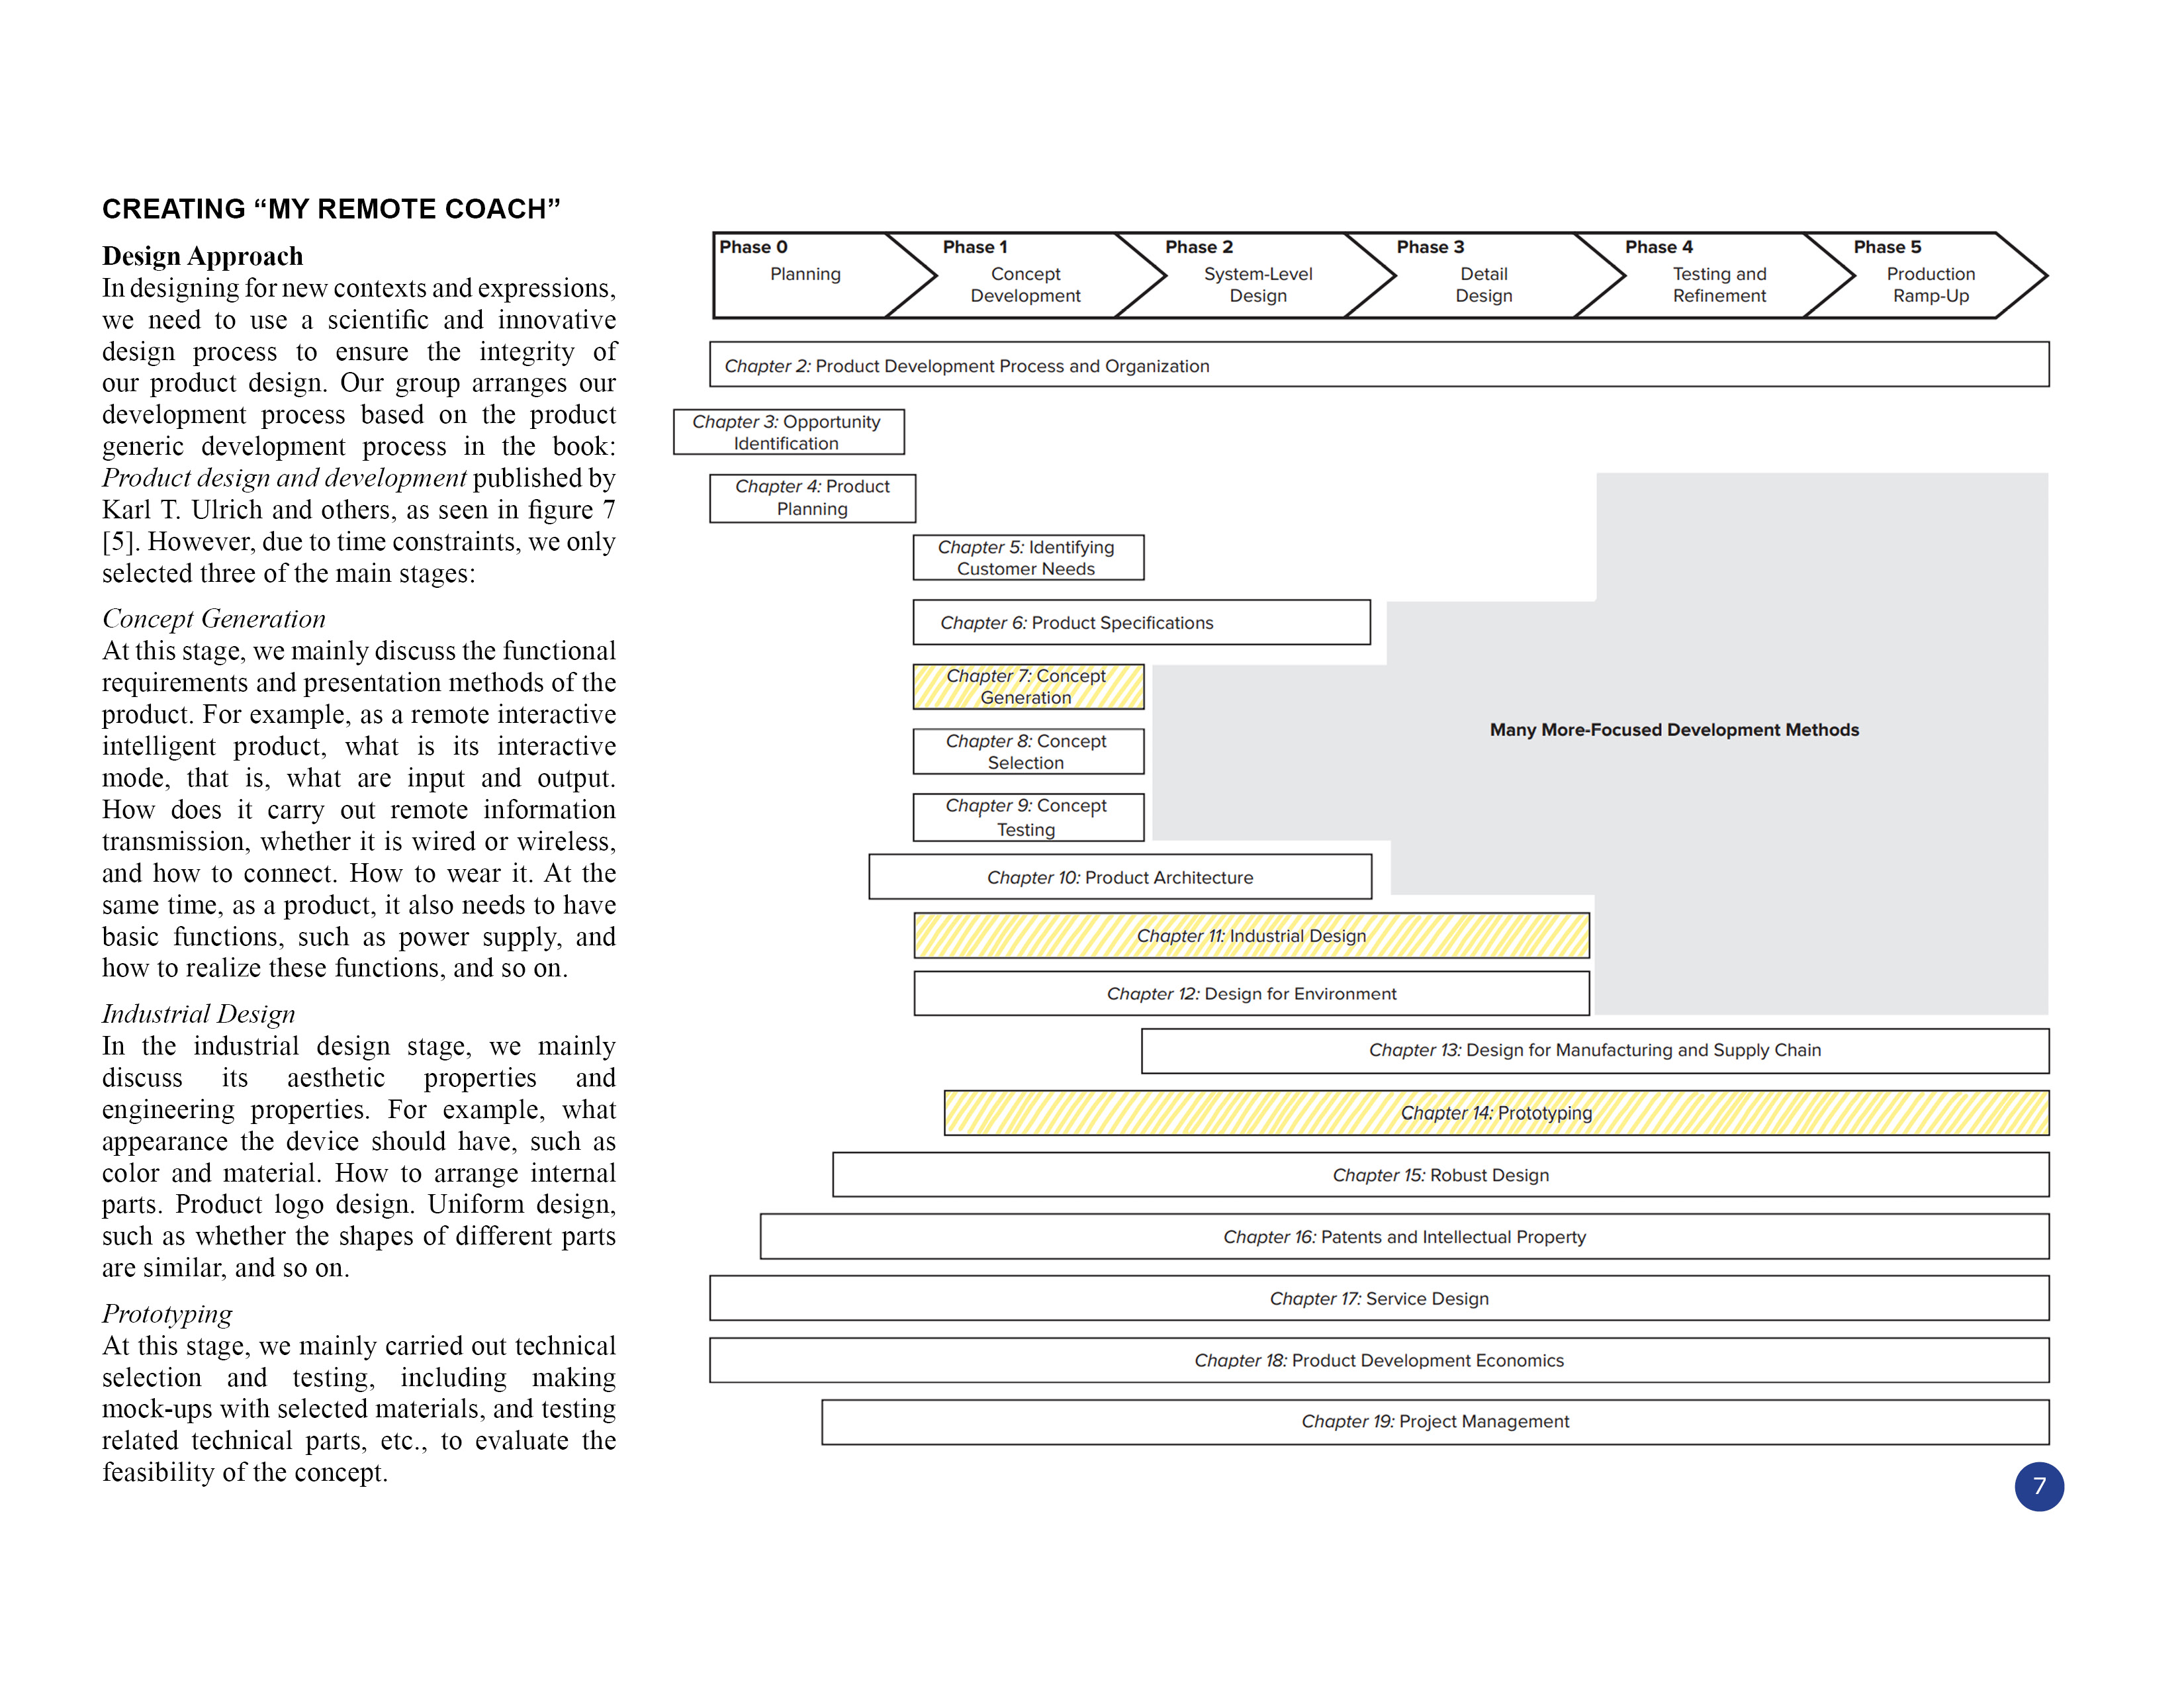 CREATING “MY REMOTE COACH”
Design Approach
In designing for new contexts and expressions,
we need to use a scientific and innovative
design process to ensure the integrity of
our product design. Our group arranges our
development process based on the product
generic development process in the book:
Product design and development published by
Karl T. Ulrich and others, as seen in figure 7
[5]. However, due to time constraints, we only
selected three of the main stages:
Concept Generation
At this stage, we mainly discuss the functional
requirements and presentation methods of the
product. For example, as a remote interactive
intelligent product, what is its interactive
mode, that is, what are input and output.
How does it carry out remote information
transmission, whether it is wired or wireless,
and how to connect. How to wear it. At the
same time, as a product, it also needs to have
basic functions, such as power supply, and
how to realize these functions, and so on.
Industrial Design
In the industrial design stage, we mainly
discuss its aesthetic properties and
engineering properties. For example, what
appearance the device should have, such as
color and material. How to arrange internal
parts. Product logo design. Uniform design,
such as whether the shapes of different parts
are similar, and so on.
Prototyping
At this stage, we mainly carried out technical
selection and testing, including making
mock-ups with selected materials, and testing
related technical parts, etc., to evaluate the
feasibility of the concept.
Phase 0
Planning
Phase 1
Concept
Development
Phase 2
System-Level
Design
Phase 3
Detail
Design
Phase 4
Testing and
Refinement
Phase 5
Production
Ramp-Up
Chapter 2: Product Development Process and Organization
Chapter 3: Opportunity
Identification
Chapter 4: Product
Planning
Chapter 5: Identifying
Customer Needs
Chapter 6: Product Specifications
Chapter 7: Concept
Generation
Many More-Focused Development Methods
Chapter 8: Concept
Selection
Chapter 9: Concept
Testing
Chapter 10: Product Architecture
Chapter 11: Industrial Design
Chapter 12: Design for Environment
Chapter 13: Design for Manufacturing and Supply Chain
Chapter 14: Prototyping
Chapter 15: Robust Design
Chapter 16: Patents and Intellectual Property
Chapter 17: Service Design
Chapter 18: Product Development Economics
Chapter 19: Project Management
7